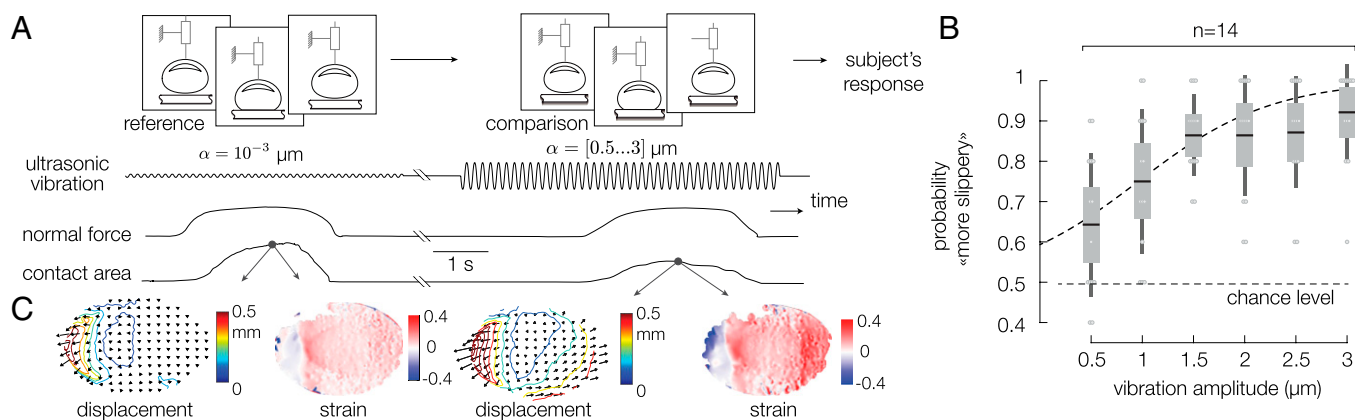 A
reference
comparison
subject's
response
α = 10⁻³ µm
α = [0.5...3] µm
ultrasonic
vibration
time
normal force
1 s
contact area
C
0.5
mm
0
displacement
0.4
0
-0.4
strain
0.5
mm
0
displacement
0.4
0
-0.4
strain
B
n=14
probability
«more slippery»
1
0.9
0.8
0.7
0.6
0.5
0.4
chance level
0.5 1 1.5 2 2.5 3
vibration amplitude (µm)